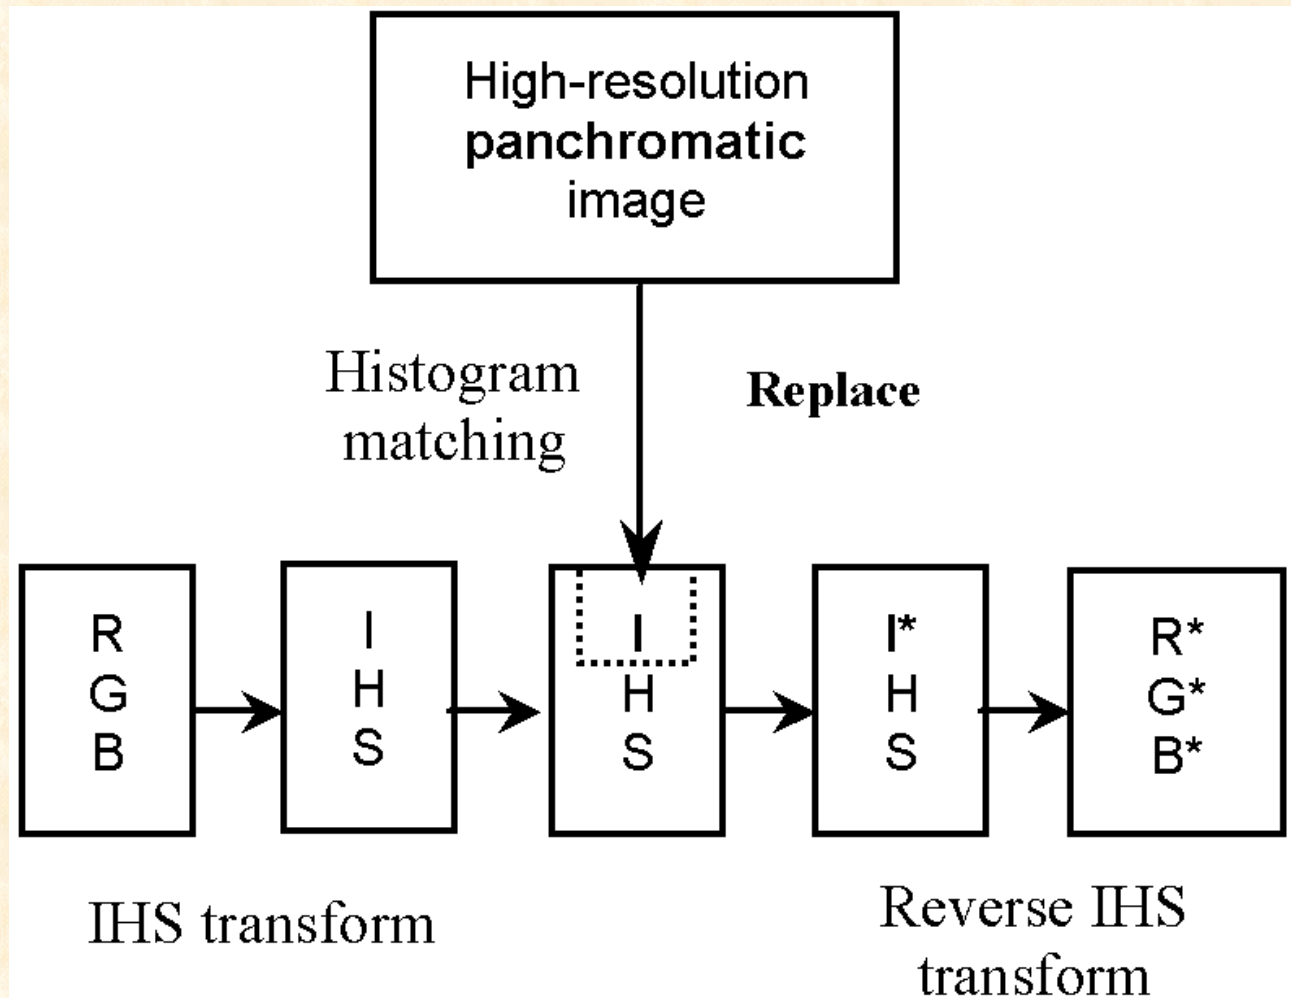 High-resolution
panchromatic
image
Histogram
matching
Replace
R
G
B
I
H
S
I
H
S
I*
H
S
R*
G*
B*
IHS transform
Reverse IHS
transform